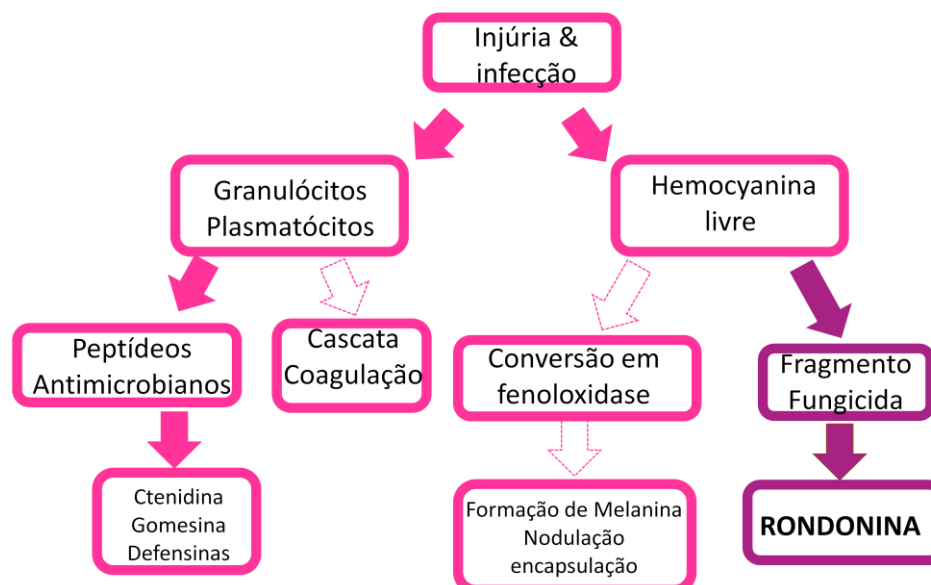 Injúria &
infecção
Granulócitos
Plasmatócitos
Hemocyanina
livre
Peptídeos
Antimicrobianos
Cascata
Coagulação
Conversão em
fenoloxidase
Fragmento
Fungicida
Ctenidina
Gomesina
Defensinas
Formação de Melanina
Nodulação
encapsulação
RONDONINA